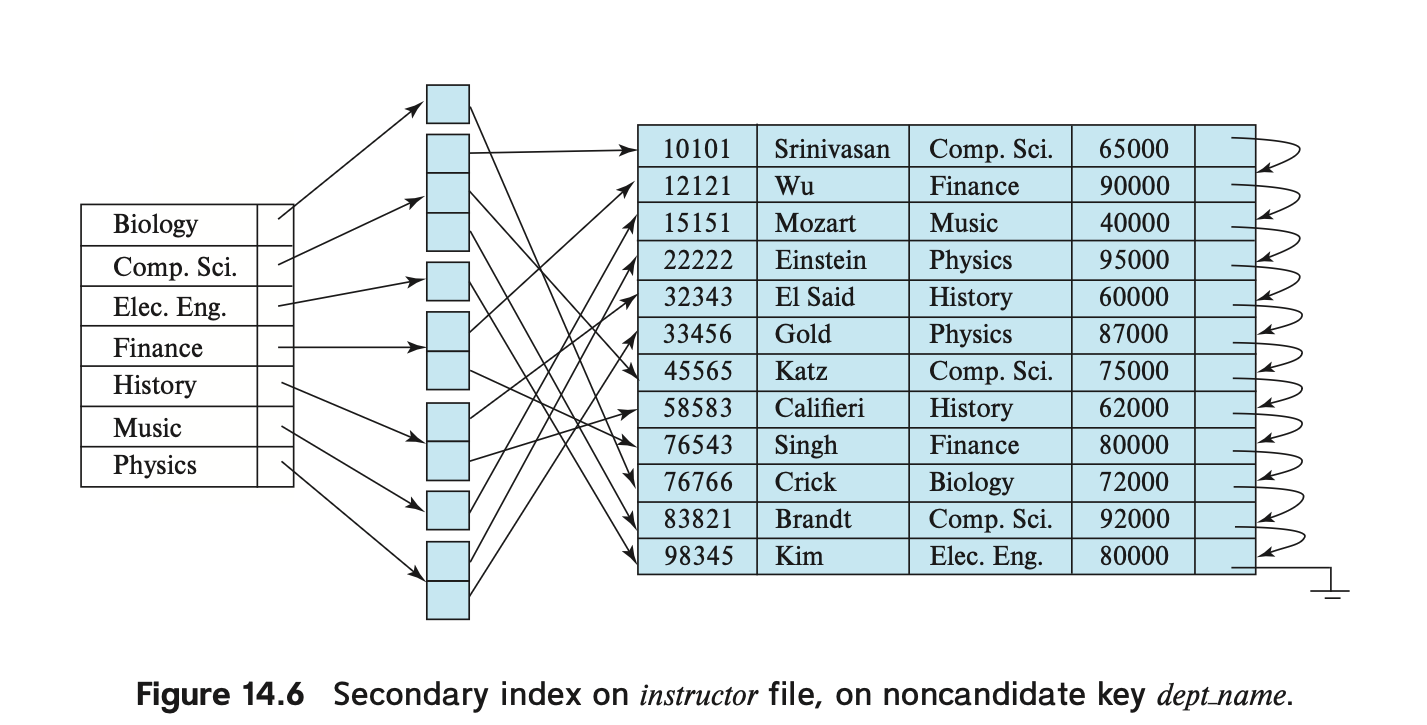 Biology
Comp. Sci.
Elec. Eng.
Finance
History
Music
Physics
10101 Srinivasan Comp. Sci. 65000
12121 Wu Finance 90000
15151 Mozart Music 40000
22222 Einstein Physics 95000
32343 El Said History 60000
33456 Gold Physics 87000
45565 Katz Comp. Sci. 75000
58583 Califieri History 62000
76543 Singh Finance 80000
76766 Crick Biology 72000
83821 Brandt Comp. Sci. 92000
98345 Kim Elec. Eng. 80000
Figure 14.6 Secondary index on instructor file, on noncandidate key dept_name.